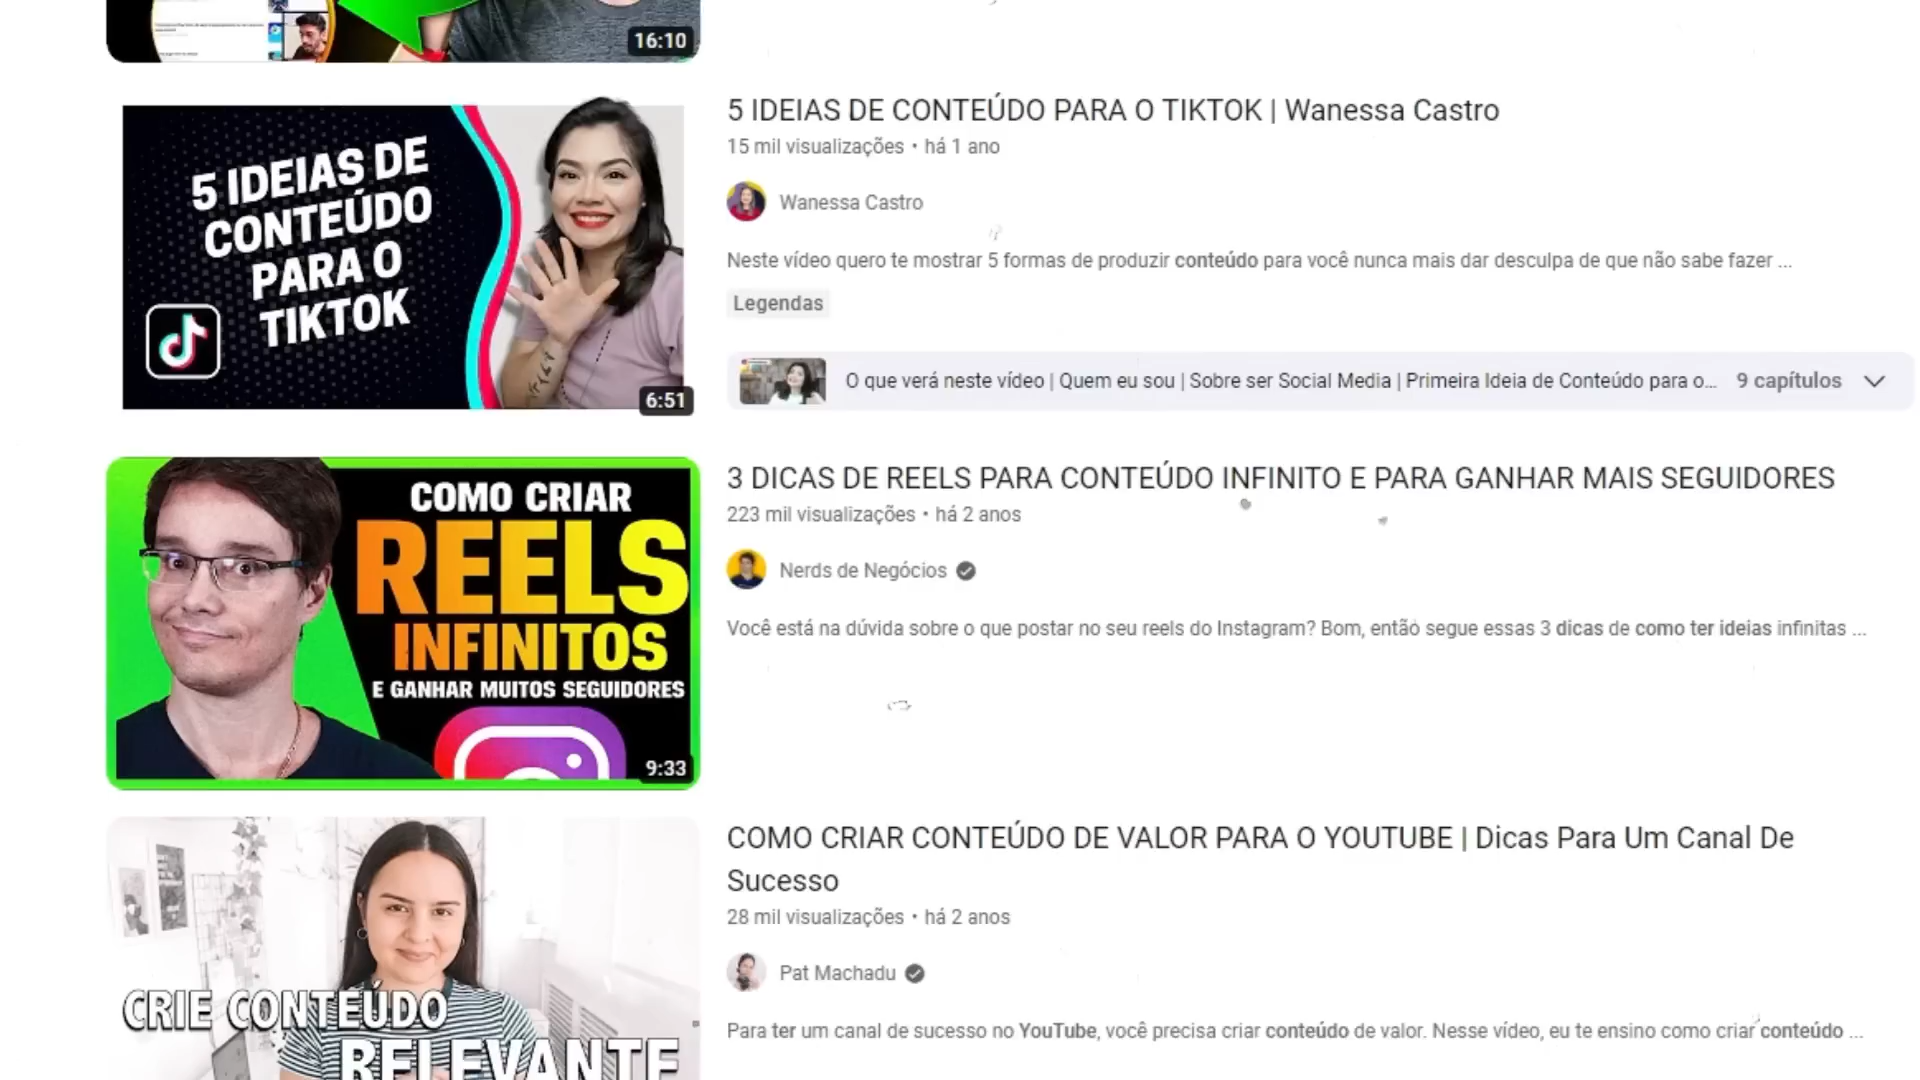 16:10
5 IDEIAS DE
CONTEÚDO
PARA O
TIKTOK
6:51
5 IDEIAS DE CONTEÚDO PARA O TIKTOK | Wanessa Castro
15 mil visualizações • há 1 ano
Wanessa Castro
Neste vídeo quero te mostrar 5 formas de produzir conteúdo para você nunca mais dar desculpa de que não sabe fazer ...
Legendas
O que verá neste vídeo | Quem eu sou | Sobre ser Social Media | Primeira Ideia de Conteúdo para o... 9 capítulos
COMO CRIAR
REELS
INFINITOS
E GANHAR MUITOS SEGUIDORES
9:33
3 DICAS DE REELS PARA CONTEÚDO INFINITO E PARA GANHAR MAIS SEGUIDORES
223 mil visualizações • há 2 anos
Nerds de Negócios
Você está na dúvida sobre o que postar no seu reels do Instagram? Bom, então segue essas 3 dicas de como ter ideias infinitas ...
CRIE CONTEÚDO
RELEVANTE
COMO CRIAR CONTEÚDO DE VALOR PARA O YOUTUBE | Dicas Para Um Canal De
Sucesso
28 mil visualizações • há 2 anos
Pat Machadu
Para ter um canal de sucesso no YouTube, você precisa criar conteúdo de valor. Nesse vídeo, eu te ensino como criar conteúdo ...